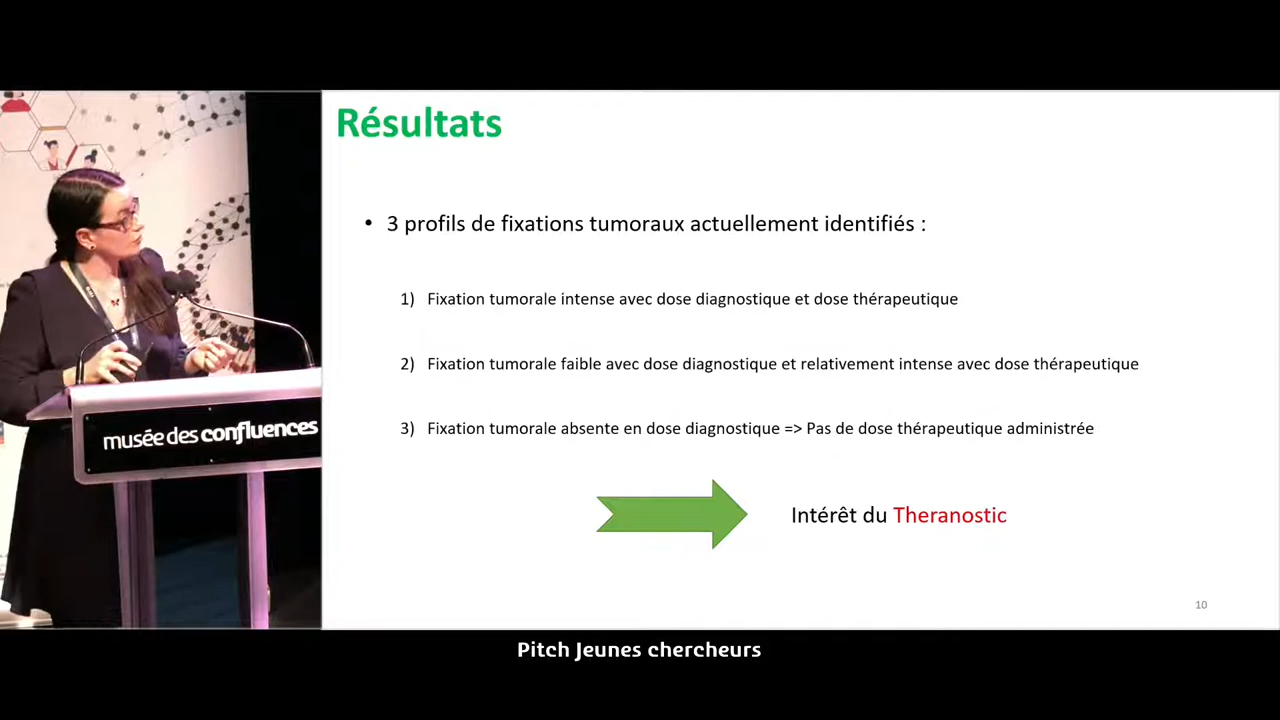 Résultats
• 3 profils de fixations tumoraux actuellement identifiés :
1) Fixation tumorale intense avec dose diagnostique et dose thérapeutique
2) Fixation tumorale faible avec dose diagnostique et relativement intense avec dose thérapeutique
3) Fixation tumorale absente en dose diagnostique => Pas de dose thérapeutique administrée
Intérêt du Theranostic
10
musée des confluences
Pitch Jeunes chercheurs